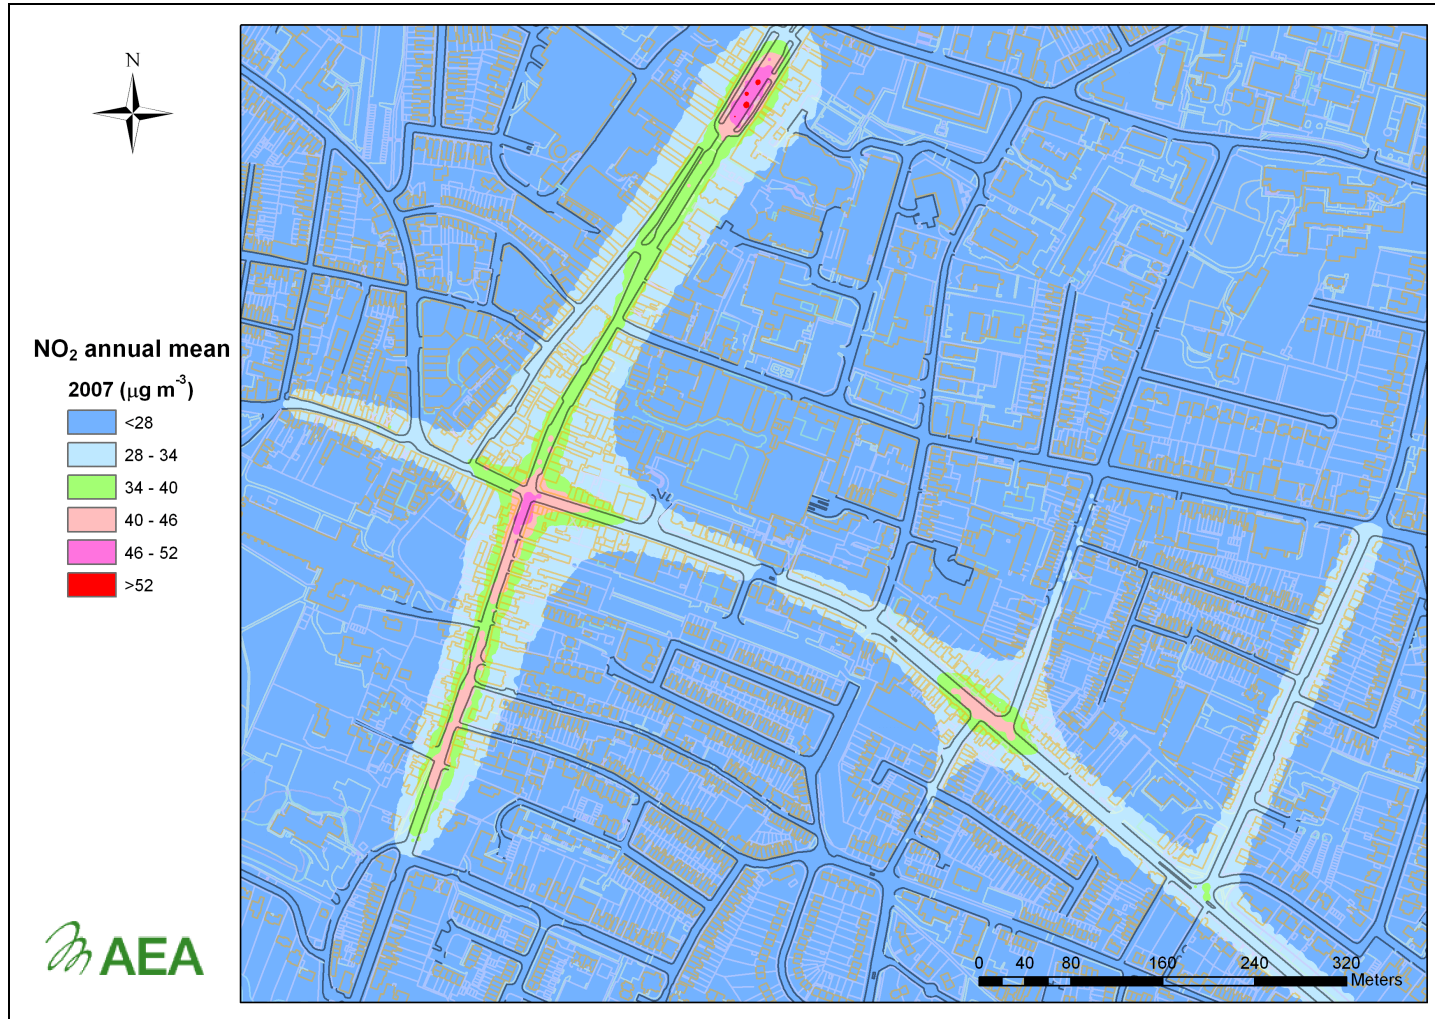 N
NO₂ annual mean
2007 (µg m⁻³)
<28
28 - 34
34 - 40
40 - 46
46 - 52
>52
AEA
0 40 80 160 240 320
Meters